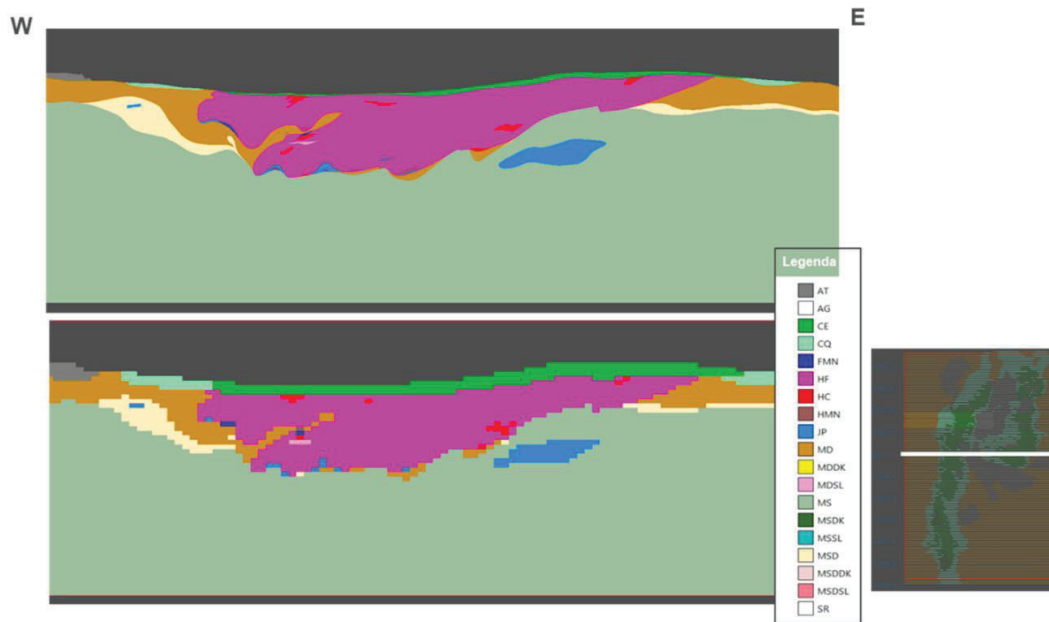 W
E
Legenda
AT
AG
CE
CQ
FMN
HF
HC
HMN
JP
MD
MDDK
MDSL
MS
MSDK
MSSL
MSD
MSDDK
MSDSL
SR